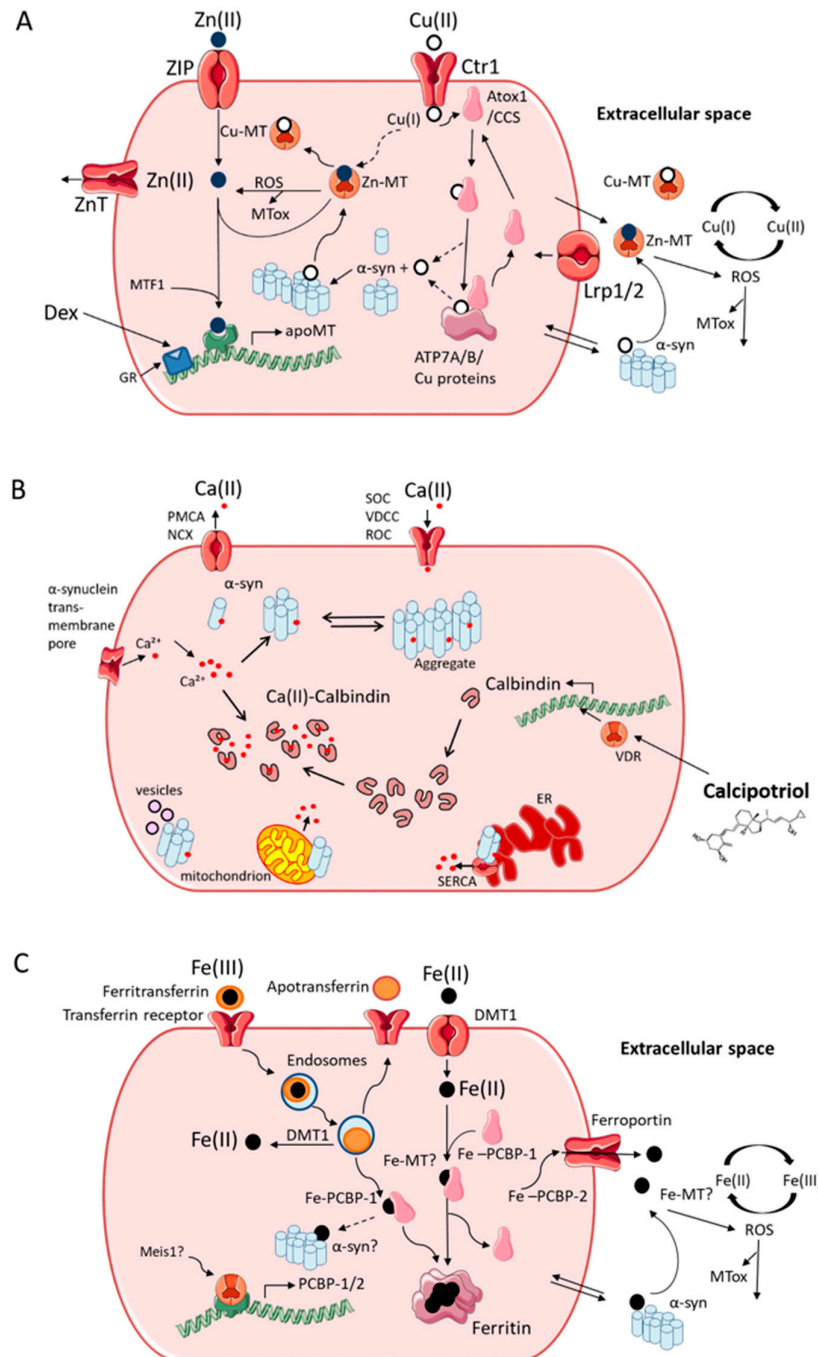 A
Zn(II)
Cu(II)
ZIP
Ctr1
Atox1
/CCS
Extracellular space
Cu(I)
Cu-MT
Cu-MT
ZnT
Zn(II)
ROS
MTox
Zn-MT
Zn-MT
Cu(I)
Cu(II)
Lrp1/2
ROS
MTox
α-syn +
MTF1
Dex
GR
apoMT
ATP7A/B/
Cu proteins
α-syn
B
Ca(II)
Ca(II)
PMCA
NCX
SOC
VDCC
ROC
α-syn
α-synuclein
trans-
membrane
pore
Ca²⁺
Ca²⁺
Aggregate
Ca(II)-Calbindin
Calbindin
VDR
Calcipotriol
HO
OH
OH
H
vesicles
mitochondrion
ER
SERCA
C
Fe(III)
Fe(II)
Ferritransferrin
Apotransferrin
Transferrin receptor
DMT1
Extracellular space
Endosomes
Fe(II)
Fe(II)
DMT1
Fe-MT?
Fe –PCBP-1
Ferroportin
Fe-PCBP-1
Fe –PCBP-2
Fe-MT?
Fe(II)
Fe(III)
ROS
MTox
α-syn?
Meis1?
PCBP-1/2
Ferritin
α-syn